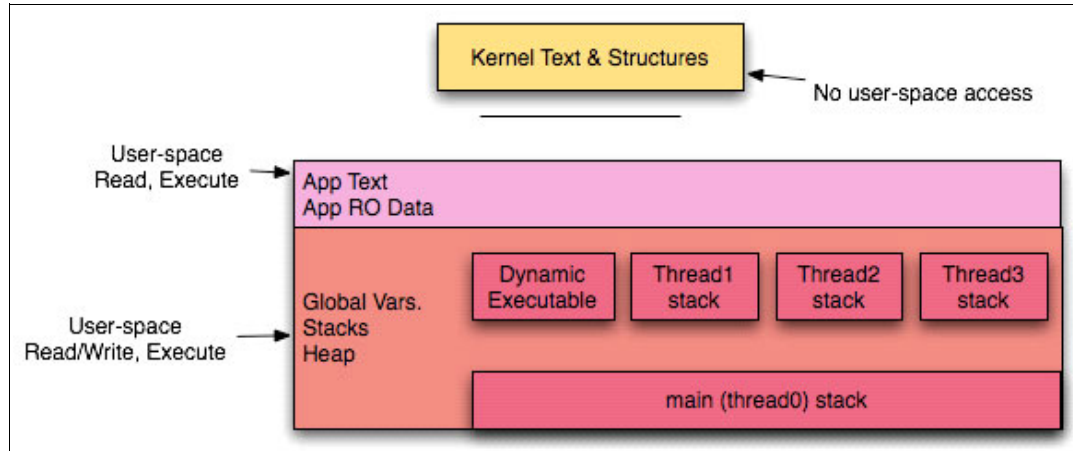 Kernel Text & Structures
No user-space access
User-space
Read, Execute
App Text
App RO Data
Dynamic
Executable
Thread1
stack
Thread2
stack
Thread3
stack
User-space
Read/Write, Execute
Global Vars.
Stacks
Heap
main (thread0) stack